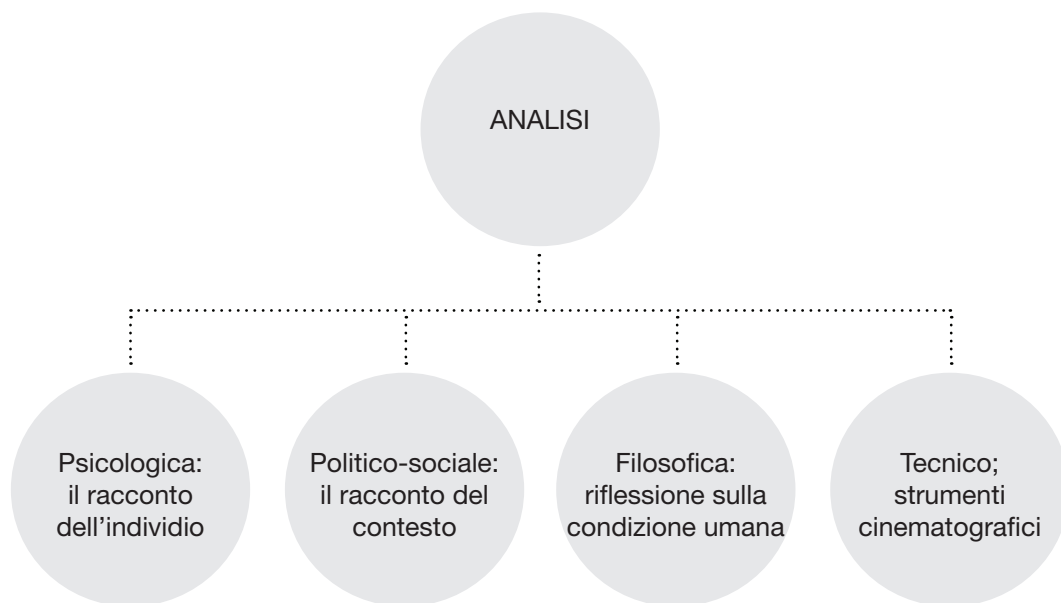 ANALISI
Psicologica:
il racconto
dell'individio
Politico-sociale:
il racconto del
contesto
Filosofica:
riflessione sulla
condizione umana
Tecnico;
strumenti
cinematografici